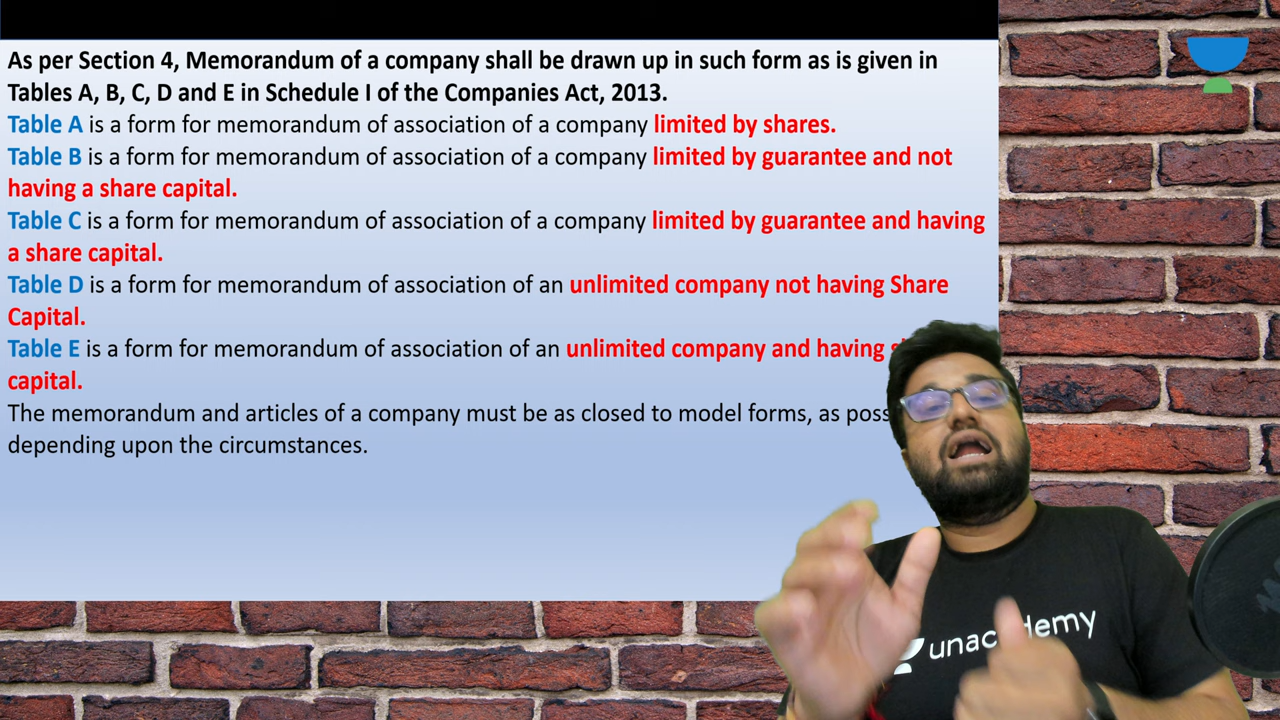 As per Section 4, Memorandum of a company shall be drawn up in such form as is given in
Tables A, B, C, D and E in Schedule I of the Companies Act, 2013.
Table A is a form for memorandum of association of a company limited by shares.
Table B is a form for memorandum of association of a company limited by guarantee and not
having a share capital.
Table C is a form for memorandum of association of a company limited by guarantee and having
a share capital.
Table D is a form for memorandum of association of an unlimited company not having Share
Capital.
Table E is a form for memorandum of association of an unlimited company and having
capital.
The memorandum and articles of a company must be as closed to model forms, as
depending upon the circumstances.
unacademy